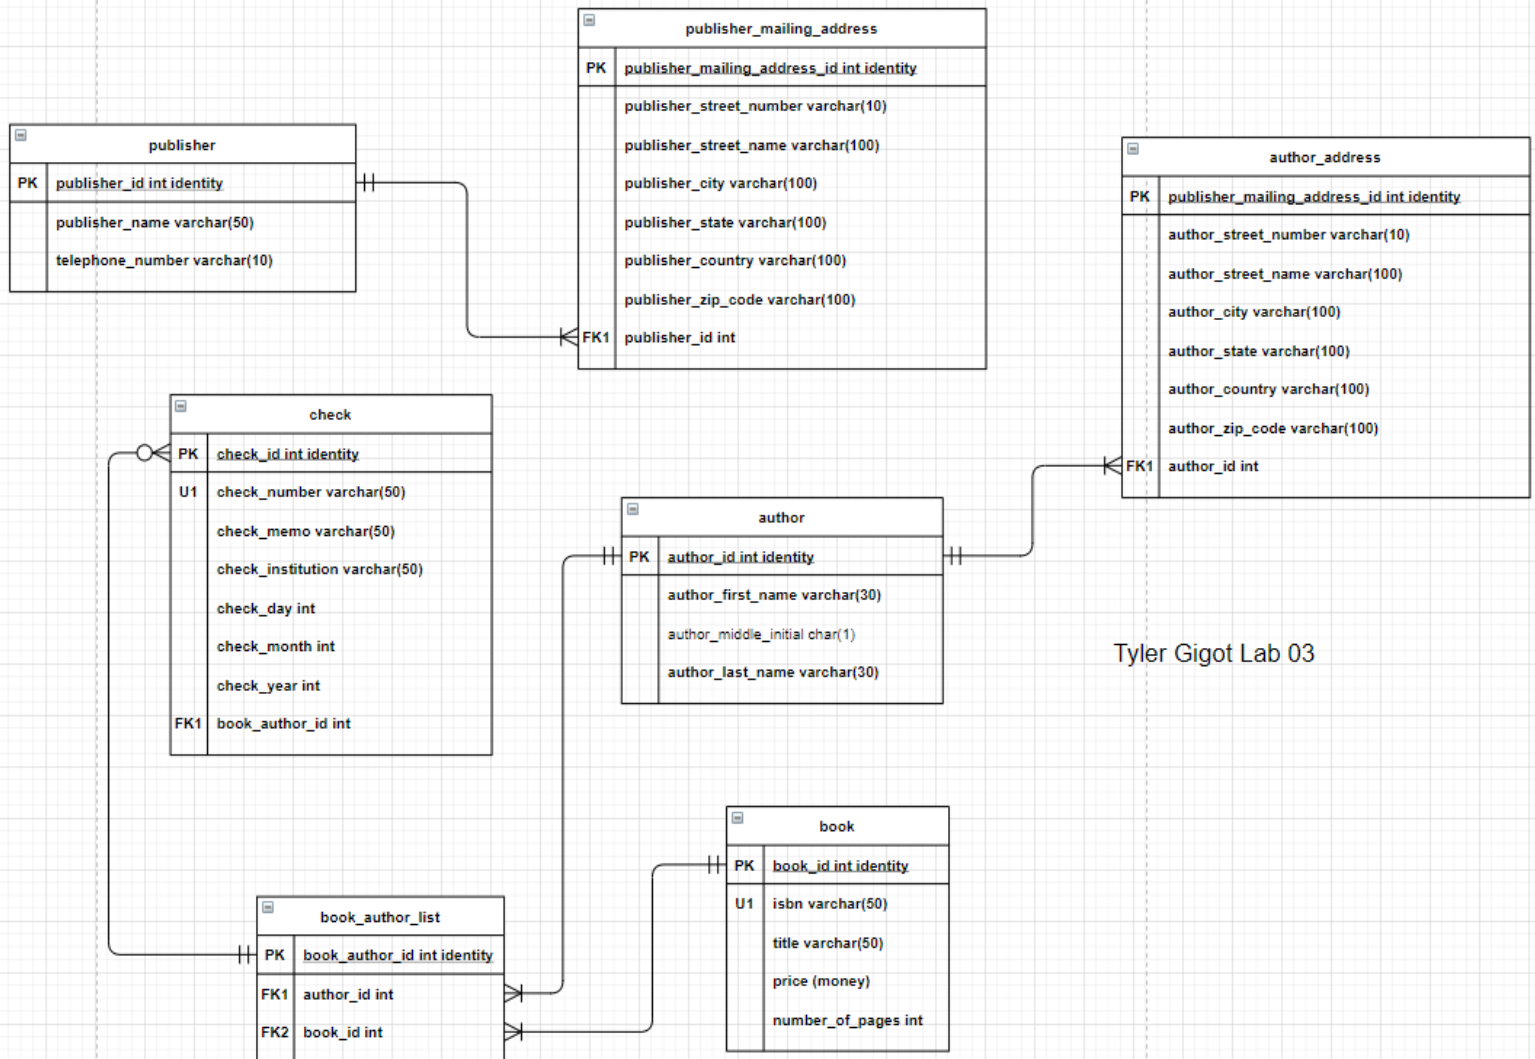 publisher_mailing_address
PK publisher_mailing_address_id int identity
publisher_street_number varchar(10)
publisher_street_name varchar(100)
publisher_city varchar(100)
publisher_state varchar(100)
publisher_country varchar(100)
publisher_zip_code varchar(100)
FK1 publisher_id int
publisher
PK publisher_id int identity
publisher_name varchar(50)
telephone_number varchar(10)
author_address
PK publisher_mailing_address_id int identity
author_street_number varchar(10)
author_street_name varchar(100)
author_city varchar(100)
author_state varchar(100)
author_country varchar(100)
author_zip_code varchar(100)
FK1 author_id int
check
PK check_id int identity
U1 check_number varchar(50)
check_memo varchar(50)
check_institution varchar(50)
check_day int
check_month int
check_year int
FK1 book_author_id int
author
PK author_id int identity
author_first_name varchar(30)
author_middle_initial char(1)
author_last_name varchar(30)
Tyler Gigot Lab 03
book
PK book_id int identity
U1 isbn varchar(50)
title varchar(50)
price (money)
number_of_pages int
book_author_list
PK book_author_id int identity
FK1 author_id int
FK2 book_id int